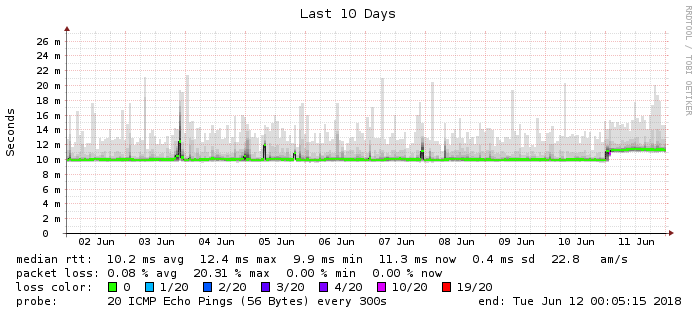 Last 10 Days
RRDTOOL / TOBI OETIKER
Seconds
26 m
24 m
22 m
20 m
18 m
16 m
14 m
12 m
10 m
8 m
6 m
4 m
2 m
0
02 Jun 03 Jun 04 Jun 05 Jun 06 Jun 07 Jun 08 Jun 09 Jun 10 Jun 11 Jun
median rtt: 10.2 ms avg 12.4 ms max 9.9 ms min 11.3 ms now 0.4 ms sd 22.8 am/s
packet loss: 0.08 % avg 20.31 % max 0.00 % min 0.00 % now
loss color: 0 1/20 2/20 3/20 4/20 10/20 19/20
probe: 20 ICMP Echo Pings (56 Bytes) every 300s end: Tue Jun 12 00:05:15 2018